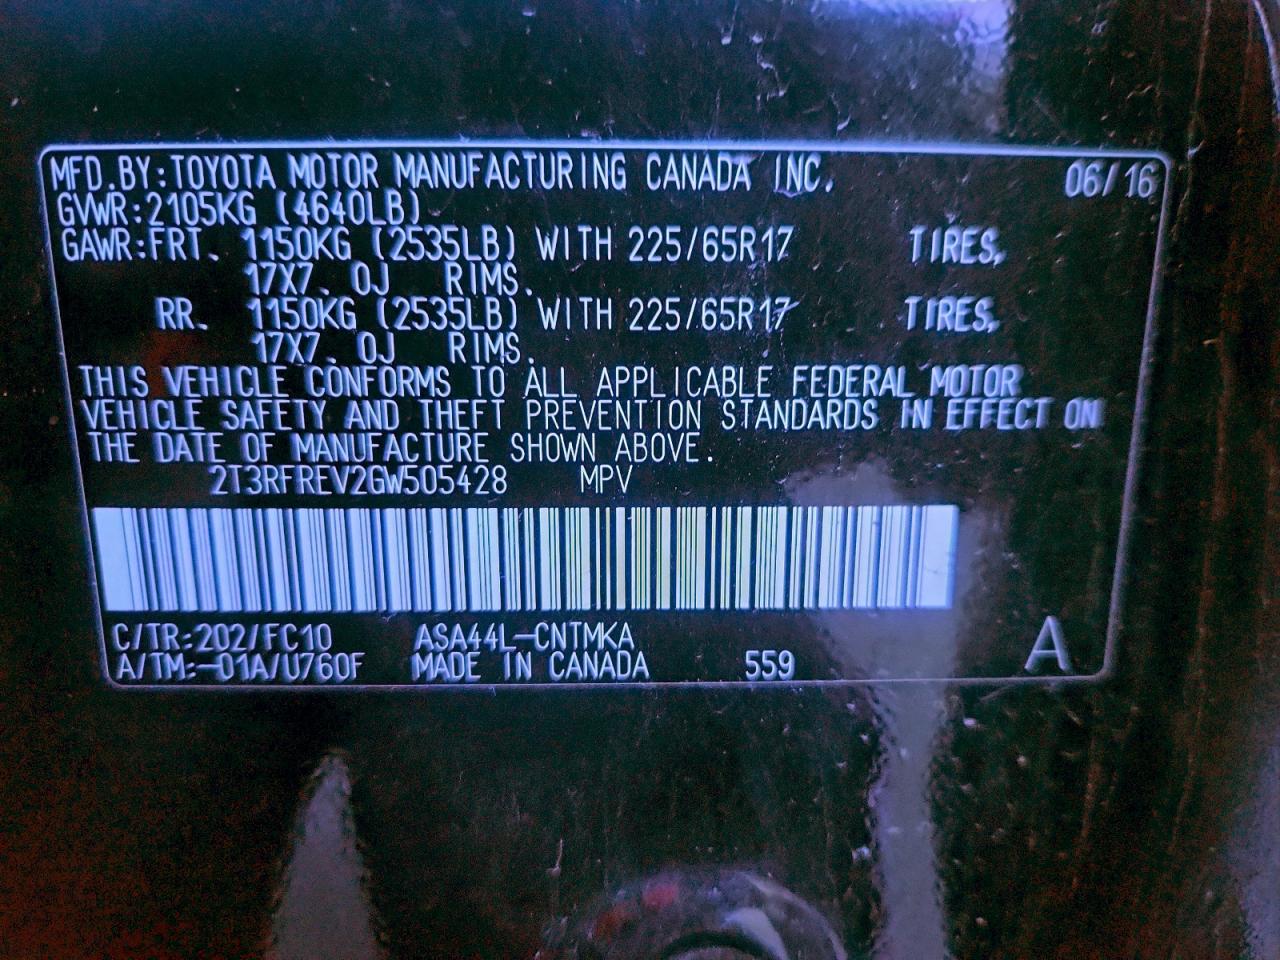 MFD.BY:TOYOTA MOTOR MANUFACTURING CANADA INC. 06/16
GVWR:2105KG (4640LB)
GAWR:FRT. 1150KG (2535LB) WITH 225/65R17 TIRES,
17X7.0J RIMS.
RR. 1150KG (2535LB) WITH 225/65R17 TIRES,
17X7.0J RIMS.
THIS VEHICLE CONFORMS TO ALL APPLICABLE FEDERAL MOTOR
VEHICLE SAFETY AND THEFT PREVENTION STANDARDS IN EFFECT ON
THE DATE OF MANUFACTURE SHOWN ABOVE.
2T3RFREV2GW505428 MPV
C/TR:202/FC10 ASA44L-CNTMKA
A/TM:-01A/U760F MADE IN CANADA 559 A